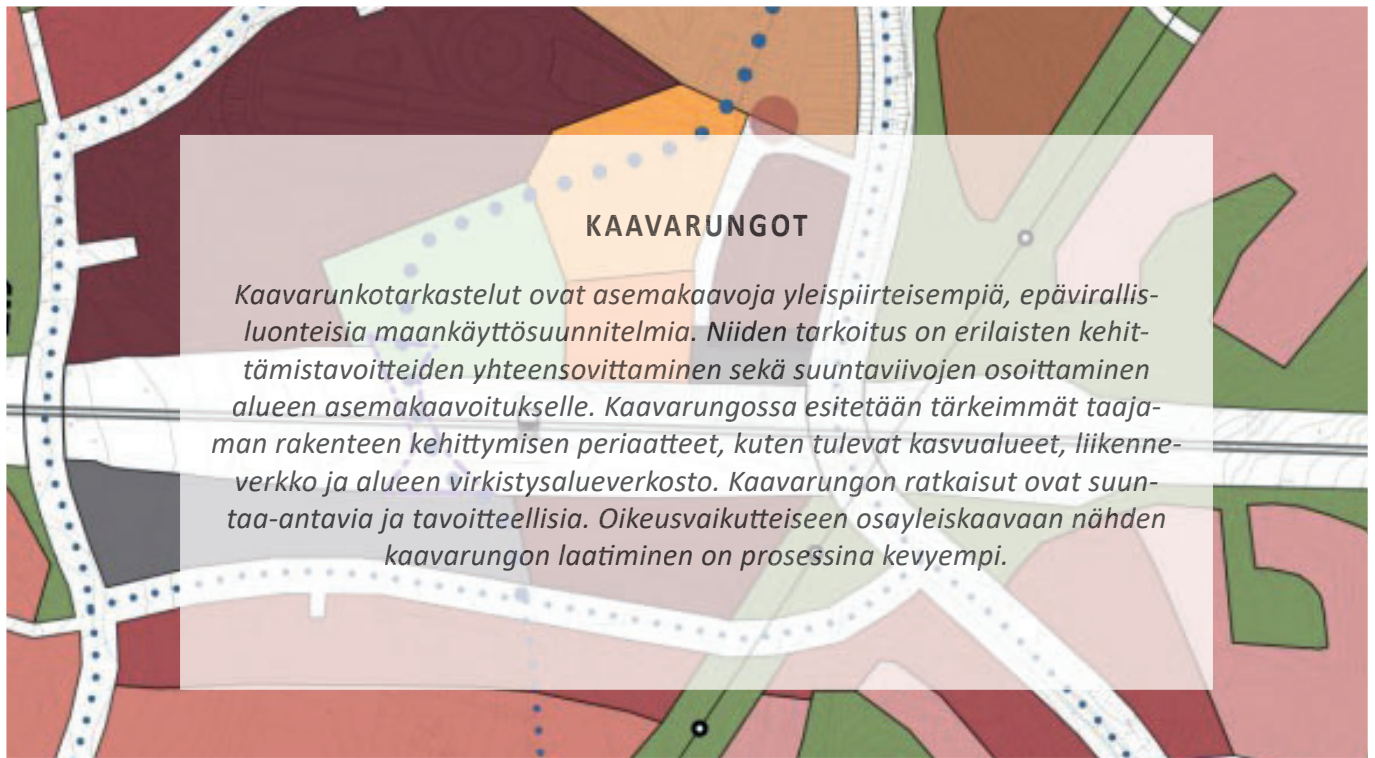 KAAVARUNGOT
Kaavarunkotarkastelut ovat asemakaavoja yleispiirteisempiä, epävirallis-
luonteisia maankäyttösuunnitelmia. Niiden tarkoitus on erilaisten kehit-
tämistavoitteiden yhteensovittaminen sekä suuntaviivojen osoittaminen
alueen asemakaavoitukselle. Kaavarungossa esitetään tärkeimmät taaja-
man rakenteen kehittymisen periaatteet, kuten tulevat kasvualueet, liikenne-
verkko ja alueen virkistysalueverkosto. Kaavarungon ratkaisut ovat suun-
taa-antavia ja tavoitteellisia. Oikeusvaikutteiseen osayleiskaavaan nähden
kaavarungon laatiminen on prosessina kevyempi.